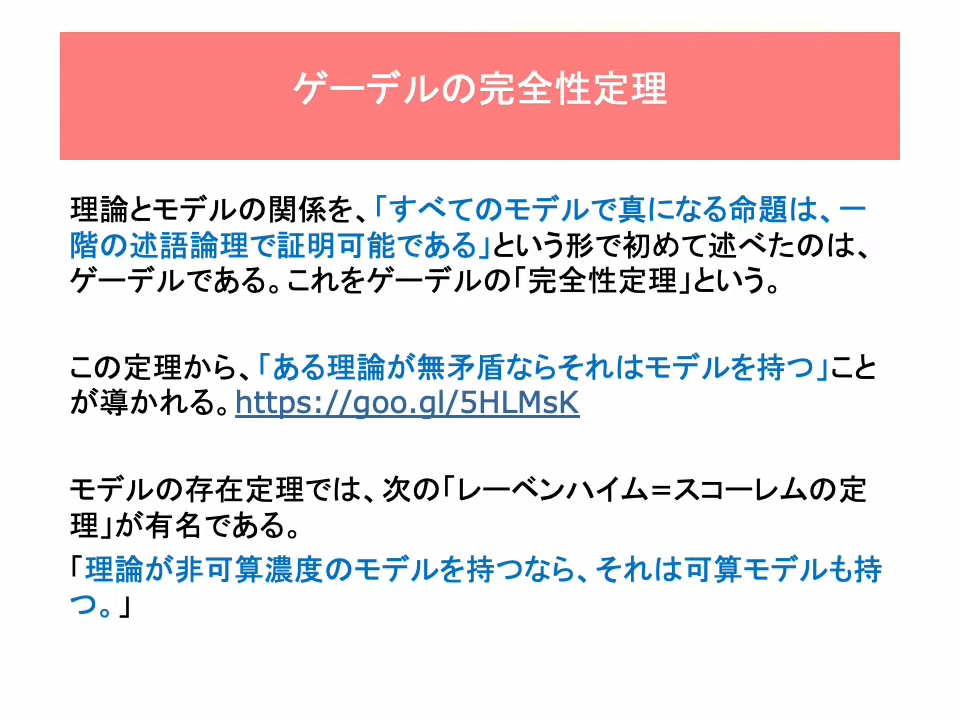 ゲーデルの完全性定理
理論とモデルの関係を、「すべてのモデルで真になる命題は、一
階の述語論理で証明可能である」という形で初めて述べたのは、
ゲーデルである。これをゲーデルの「完全性定理」という。
この定理から、「ある理論が無矛盾ならそれはモデルを持つ」こと
が導かれる。https://goo.gl/5HLMsK
モデルの存在定理では、次の「レーベンハイム＝スコーレムの定
理」が有名である。
「理論が非可算濃度のモデルを持つなら、それは可算モデルも持
つ。」